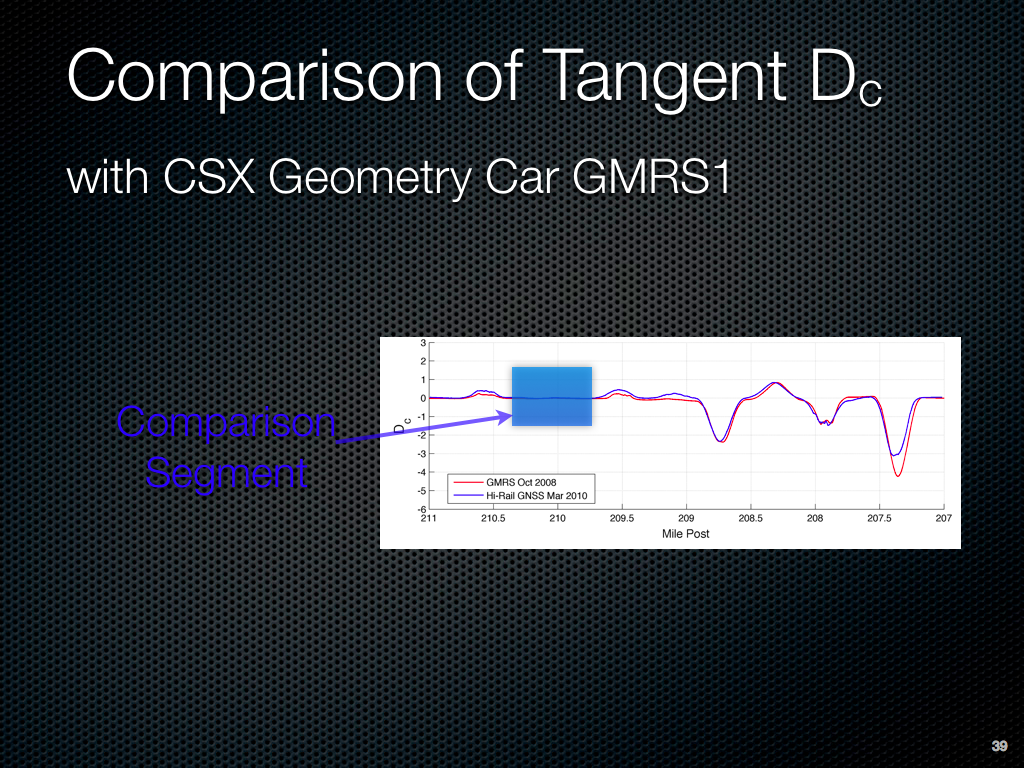 Comparison of Tangent Dc
with CSX Geometry Car GMRS1
Comparison
Segment
3
2
1
0
-1
-2
-3
-4
-5
-6
Dc
GMRS Oct 2008
Hi-Rail GNSS Mar 2010
211 210.5 210 209.5 209 208.5 208 207.5 207
Mile Post
39